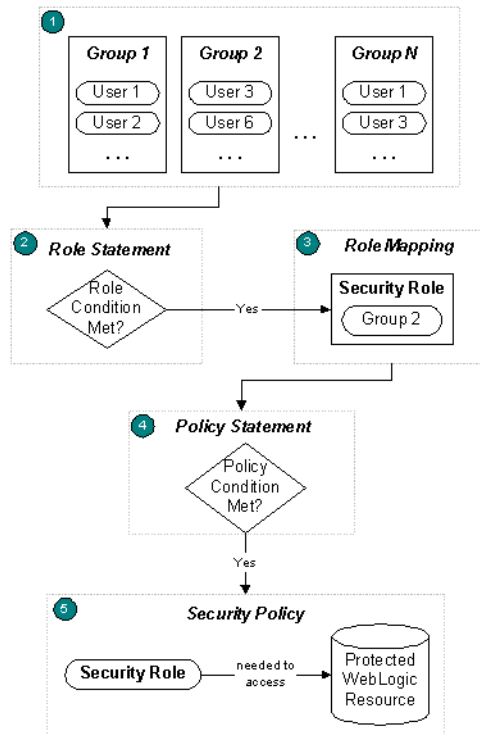 1
Group 1
User 1
User 2
...
Group 2
User 3
User 6
...
...
Group N
User 1
User 3
...
2
Role Statement
Role
Condition
Met?
Yes
3
Role Mapping
Security Role
Group 2
4
Policy Statement
Policy
Condition
Met?
Yes
5
Security Policy
Security Role
needed to
access
Protected
WebLogic
Resource